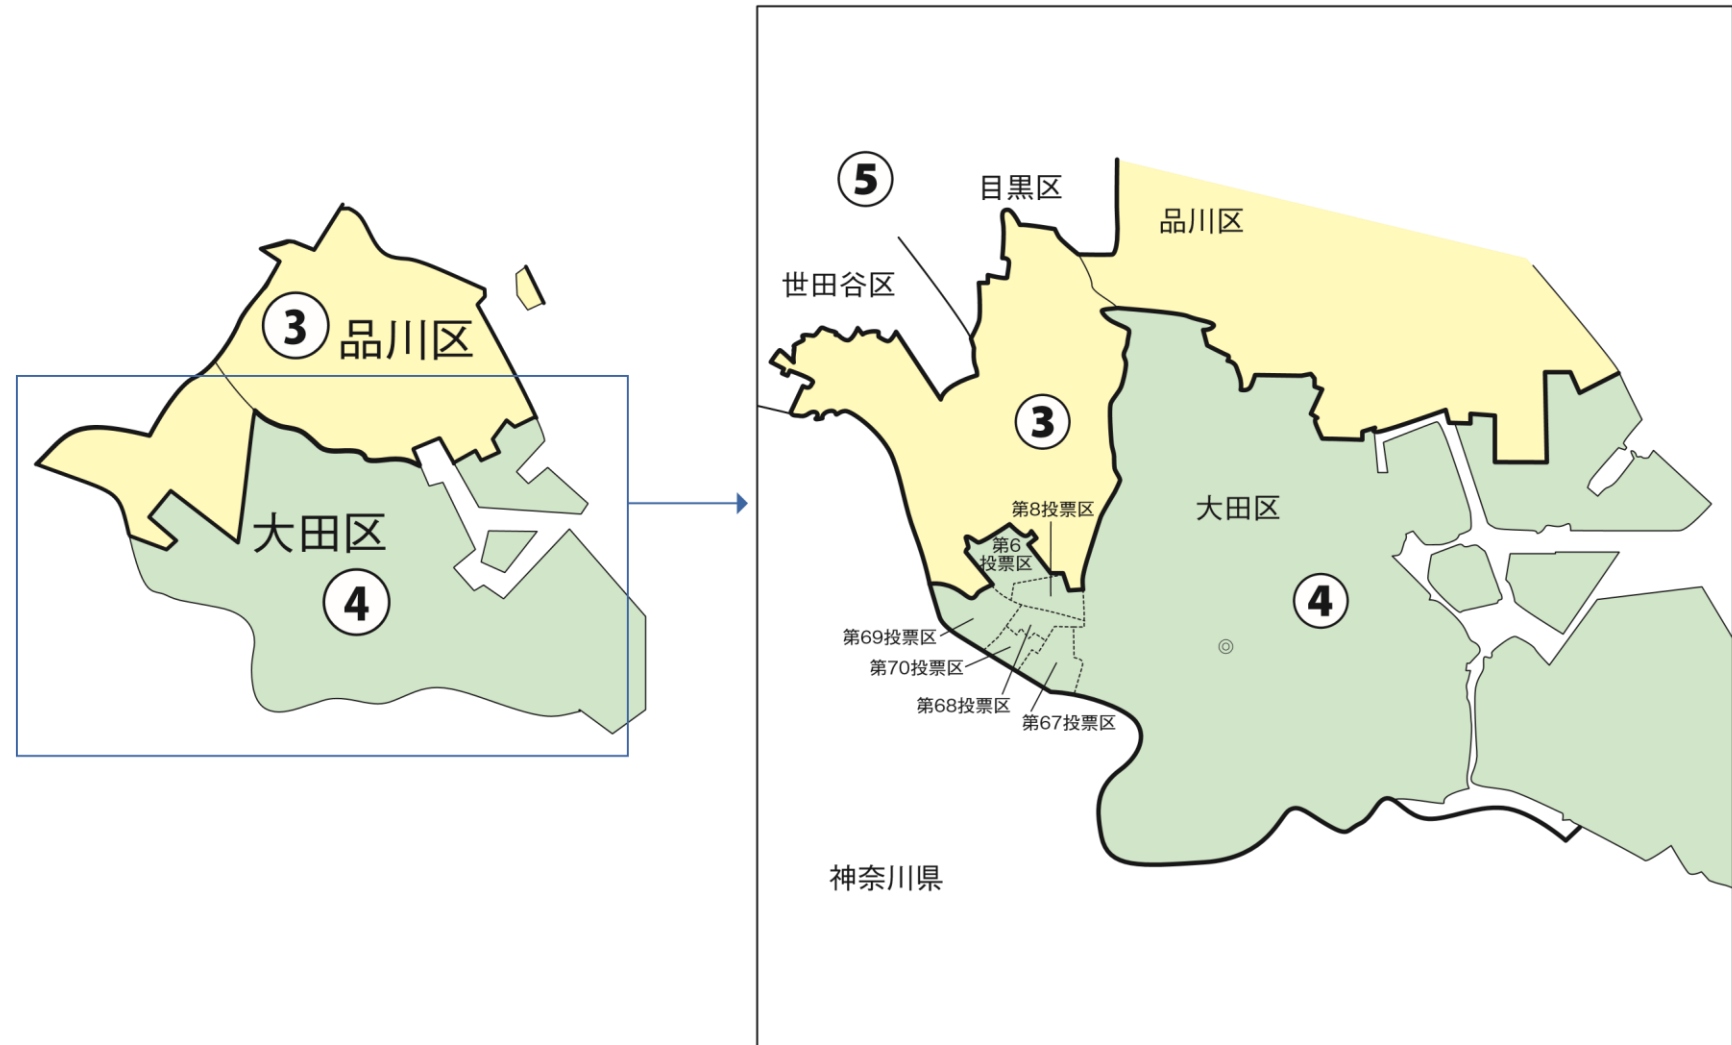 3
品川区
大田区
4
5
目黒区
品川区
世田谷区
3
第8投票区
大田区
第6
投票区
4
第69投票区
第70投票区
第68投票区
第67投票区
神奈川県